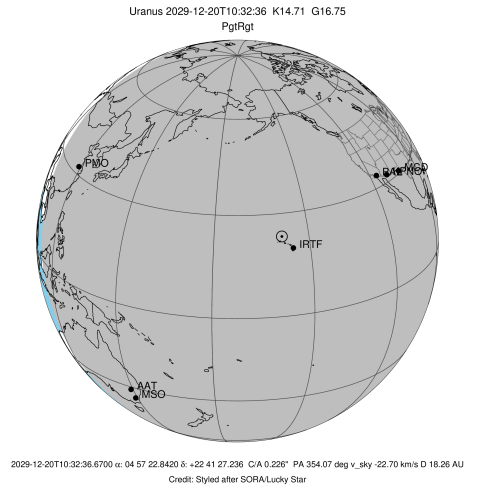 Uranus 2029-12-20T10:32:36 K14.71 G16.75
PgtRgt
PMO
MCD
IRTF
AAT
MSO
2029-12-20T10:32:36.6700 α: 04 57 22.8420 δ: +22 41 27.236 C/A 0.226" PA 354.07 deg v_sky -22.70 km/s D 18.26 AU
Credit: Styled after SORA/Lucky Star